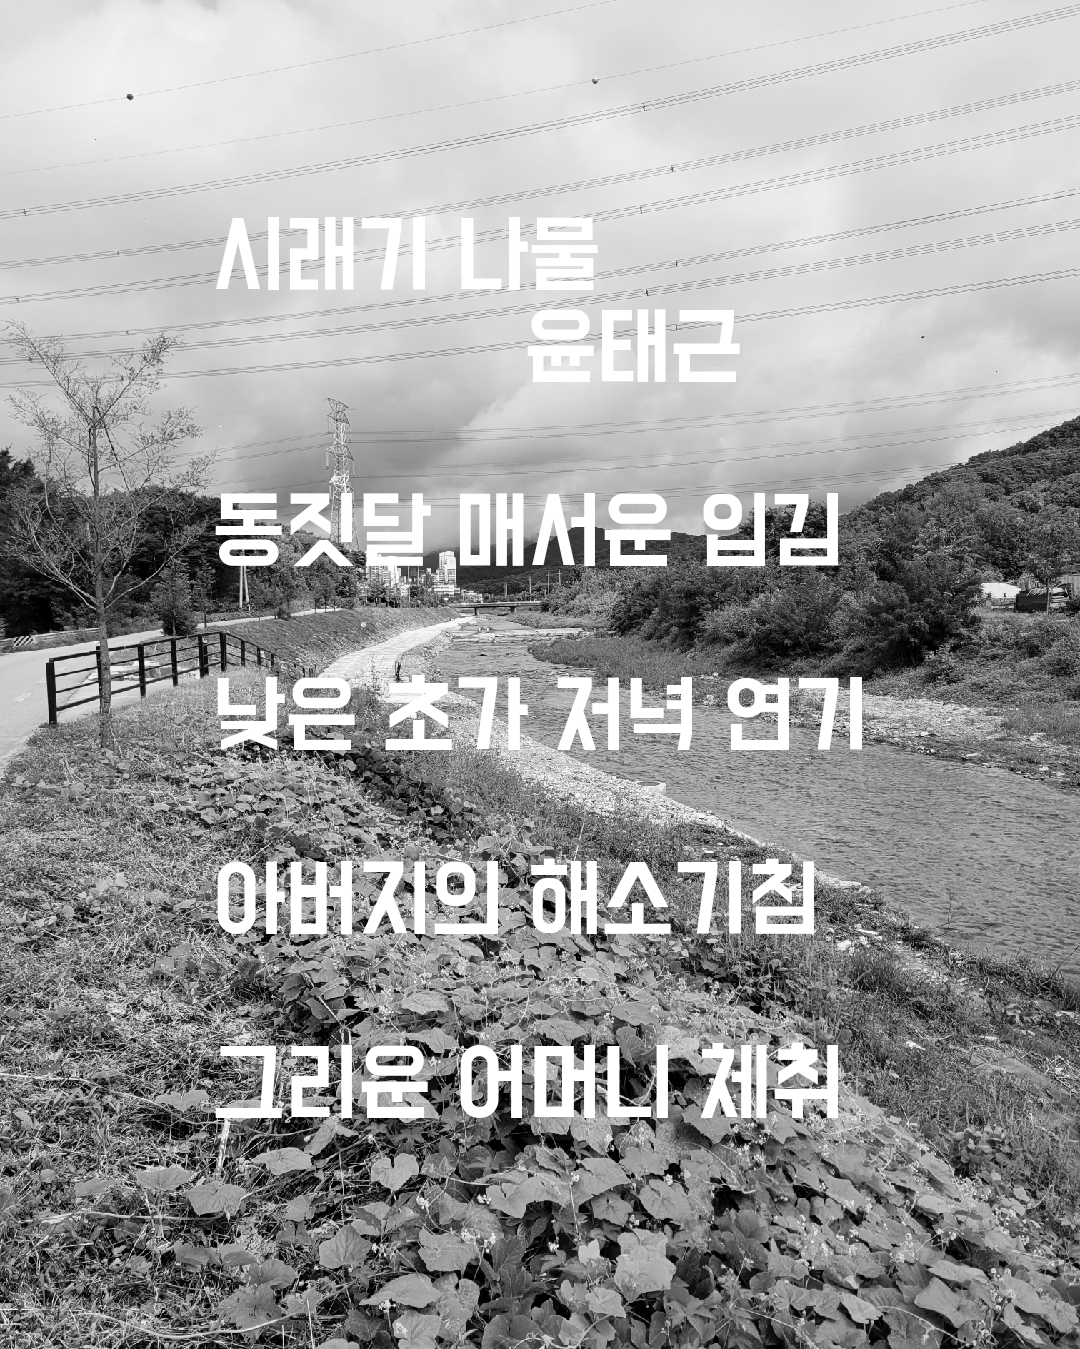 시래기 나물
윤태근
동짓달 매서운 입김
낮은 초가 저녁 연기
아버지의 해소기침
그리운 어머니 체취